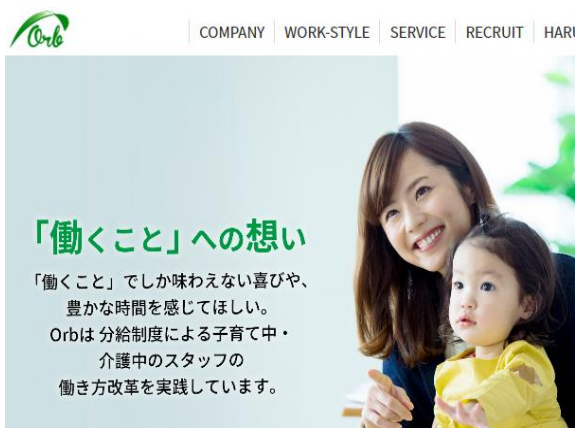 Orb
COMPANY WORK-STYLE SERVICE RECRUIT
「働くこと」への想い
「働くこと」でしか味わえない喜びや、
豊かな時間を感じてほしい。
Orbは 分給制度による子育て中・
介護中のスタッフの
働き方改革を実践しています。